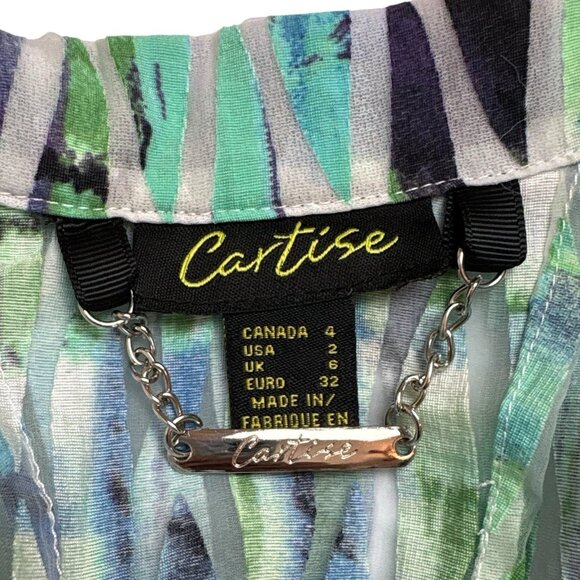 Cartise
CANADA 4
USA 2
UK 6
EURO 32
MADE IN/
FABRIQUE EN
Cartise